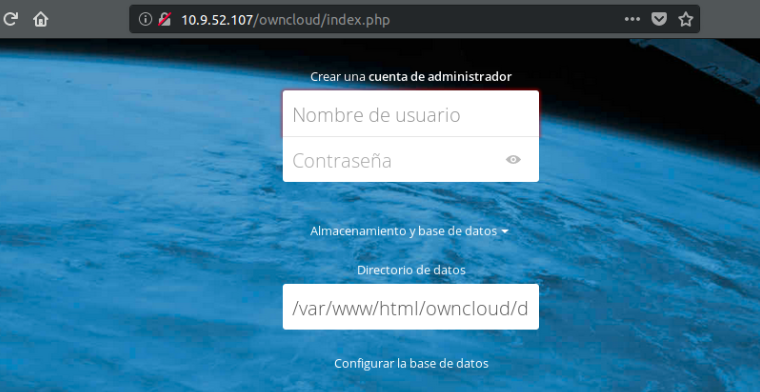 10.9.52.107/owncloud/index.php
Crear una cuenta de administrador
Nombre de usuario
Contraseña
Almacenamiento y base de datos
Directorio de datos
/var/www/html/owncloud/d
Configurar la base de datos